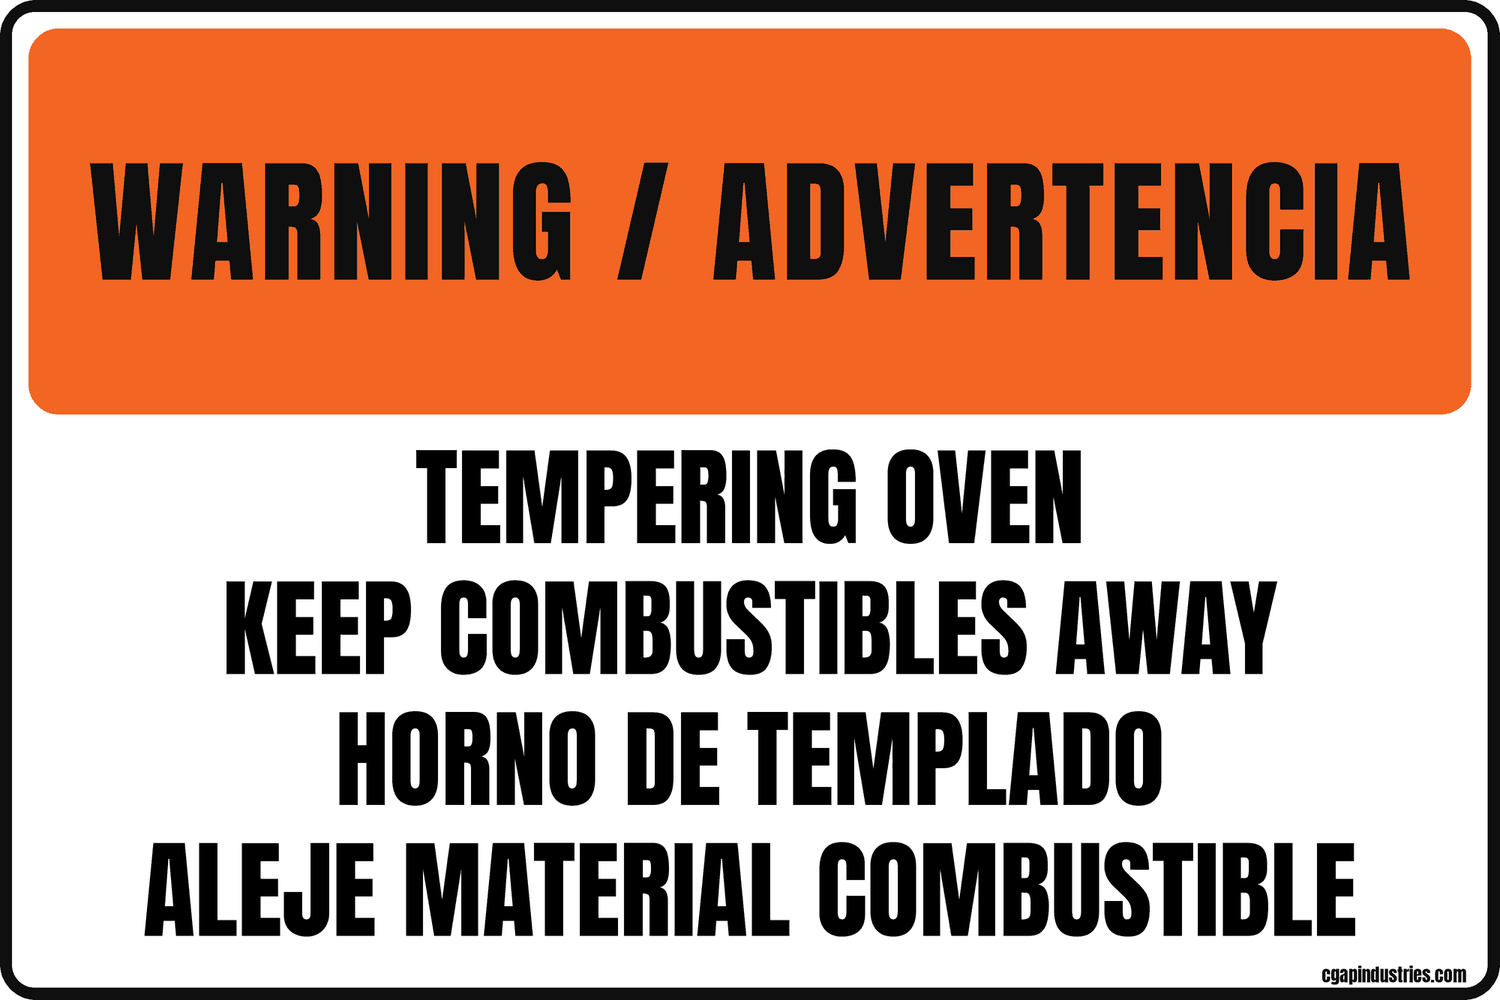 WARNING / ADVERTENCIA
TEMPERING OVEN
KEEP COMBUSTIBLES AWAY
HORNO DE TEMPLADO
ALEJE MATERIAL COMBUSTIBLE
cgapindustries.com